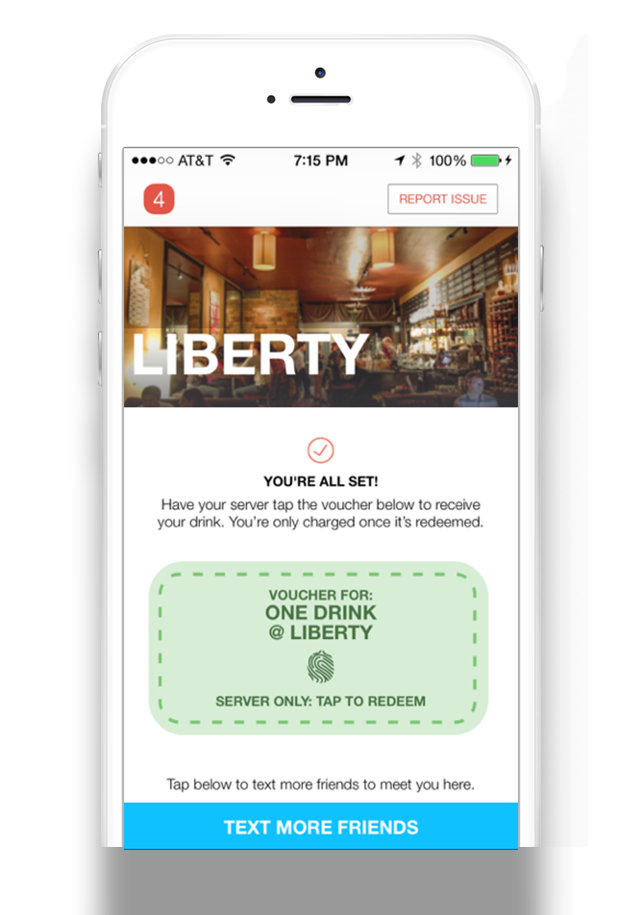 AT&T 7:15 PM 100%
4 REPORT ISSUE
LIBERTY
YOU'RE ALL SET!
Have your server tap the voucher below to receive
your drink. You're only charged once it's redeemed.
VOUCHER FOR:
ONE DRINK
@ LIBERTY
SERVER ONLY: TAP TO REDEEM
Tap below to text more friends to meet you here.
TEXT MORE FRIENDS